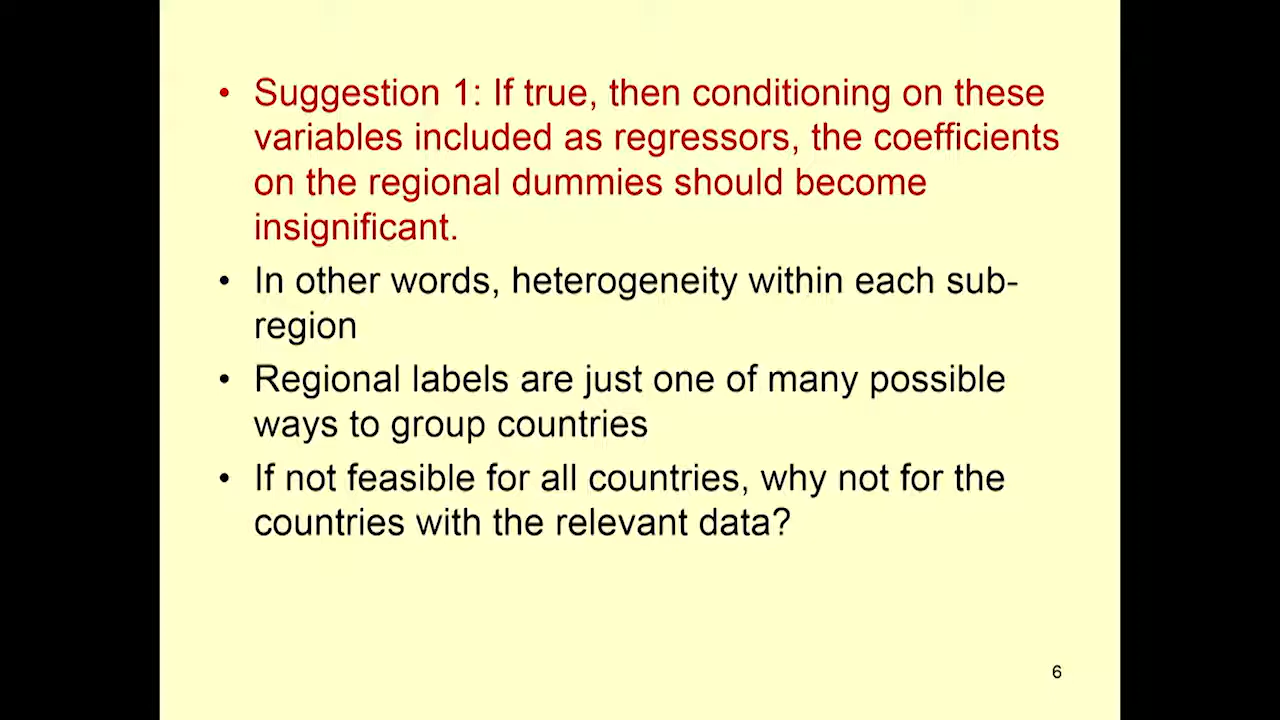 • Suggestion 1: If true, then conditioning on these
variables included as regressors, the coefficients
on the regional dummies should become
insignificant.
• In other words, heterogeneity within each sub-
region
• Regional labels are just one of many possible
ways to group countries
• If not feasible for all countries, why not for the
countries with the relevant data?
6